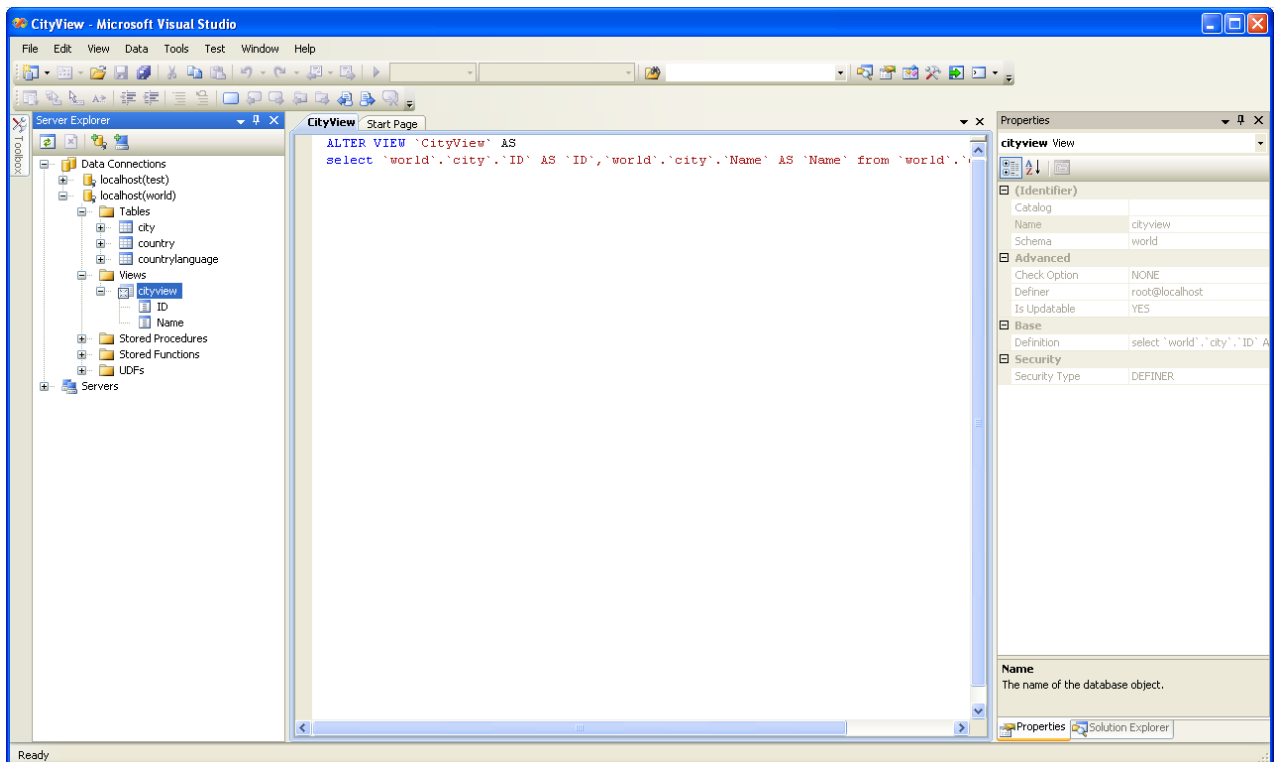 CityView - Microsoft Visual Studio
File Edit View Data Tools Test Window Help
Toolbox
Server Explorer
Data Connections
localhost(test)
localhost(world)
Tables
city
country
countrylanguage
Views
cityview
ID
Name
Stored Procedures
Stored Functions
UDFs
Servers
CityView Start Page
ALTER VIEW `CityView` AS
select `world`.`city`.`ID` AS `ID`,`world`.`city`.`Name` AS `Name` from `world`.`
Properties
cityview View
(Identifier)
Catalog
Name cityview
Schema world
Advanced
Check Option NONE
Definer root@localhost
Is Updatable YES
Base
Definition select `world`.`city`.`ID` A
Security
Security Type DEFINER
Name
The name of the database object.
Properties Solution Explorer
Ready